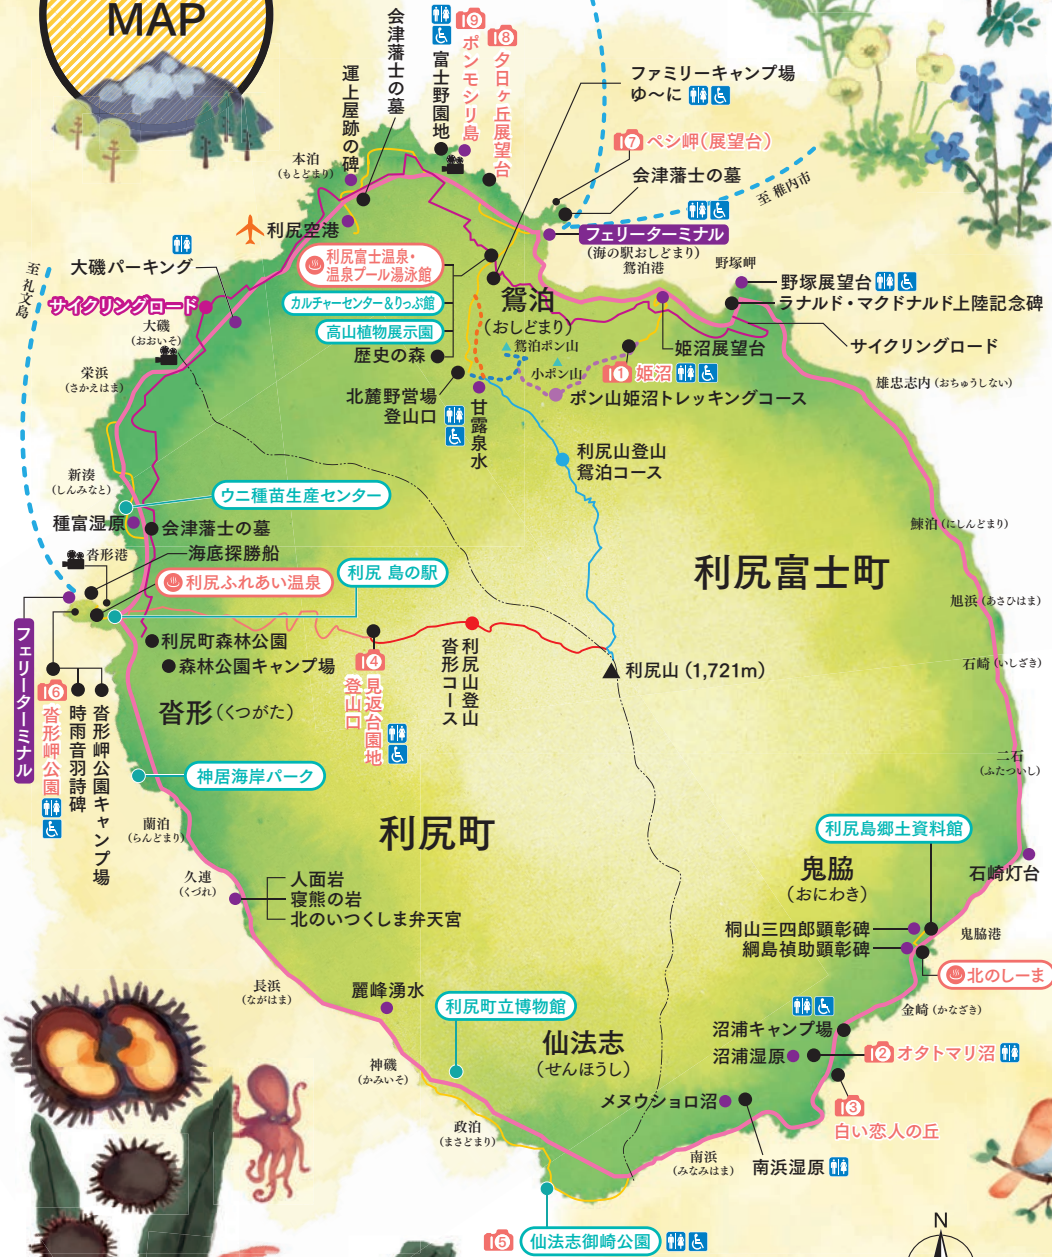 MAP
会津藩士の墓
運上屋跡の碑
富士野園地
9
ポンモシリ島
8
夕日ヶ丘展望台
ファミリーキャンプ場
ゆ〜に
7
ペシ岬(展望台)
会津藩士の墓
至 稚内市
本泊
(もとどまり)
利尻空港
フェリーターミナル
(海の駅おしどまり)
鴛泊港
野塚岬
至 礼文島
大磯パーキング
サイクリングロード
大磯
(おおいそ)
利尻富士温泉・
温泉プール湯泳館
カルチャーセンター&りっぷ館
高山植物展示園
歴史の森
鴛泊
(おしどまり)
鴛泊ポン山
小ポン山
野塚展望台
ラナルド・マクドナルド上陸記念碑
姫沼展望台
サイクリングロード
1
姫沼
ポン山姫沼トレッキングコース
雄忠志内(おちゅうしない)
栄浜
(さかえはま)
北麓野営場
登山口
甘露泉水
利尻山登山
鴛泊コース
新湊
(しんみなと)
ウニ種苗生産センター
種富湿原
会津藩士の墓
沓形港
海底探勝船
利尻ふれあい温泉
利尻 島の駅
利尻富士町
鰊泊(にしんどまり)
旭浜(あさひはま)
石崎(いしざき)
フェリーターミナル
利尻町森林公園
森林公園キャンプ場
4
見返台園地
登山口
利尻山登山
沓形コース
利尻山(1,721m)
6
沓形岬公園
時雨音羽詩碑
沓形岬公園キャンプ場
沓形(くつがた)
神居海岸パーク
二石
(ふたついし)
蘭泊
(らんどまり)
利尻町
利尻島郷土資料館
鬼脇
(おにわき)
石崎灯台
久連
(くづれ)
人面岩
寝熊の岩
北のいつくしま弁天宮
桐山三四郎顕彰碑
綱島禎助顕彰碑
鬼脇港
北のしーま
長浜
(ながはま)
麗峰湧水
利尻町立博物館
金崎(かなざき)
沼浦キャンプ場
沼浦湿原
2
オタトマリ沼
仙法志
(せんほうし)
神磯
(かみいそ)
メヌウショロ沼
3
白い恋人の丘
政泊
(まさどまり)
南浜
(みなみはま)
南浜湿原
5
仙法志御崎公園
N